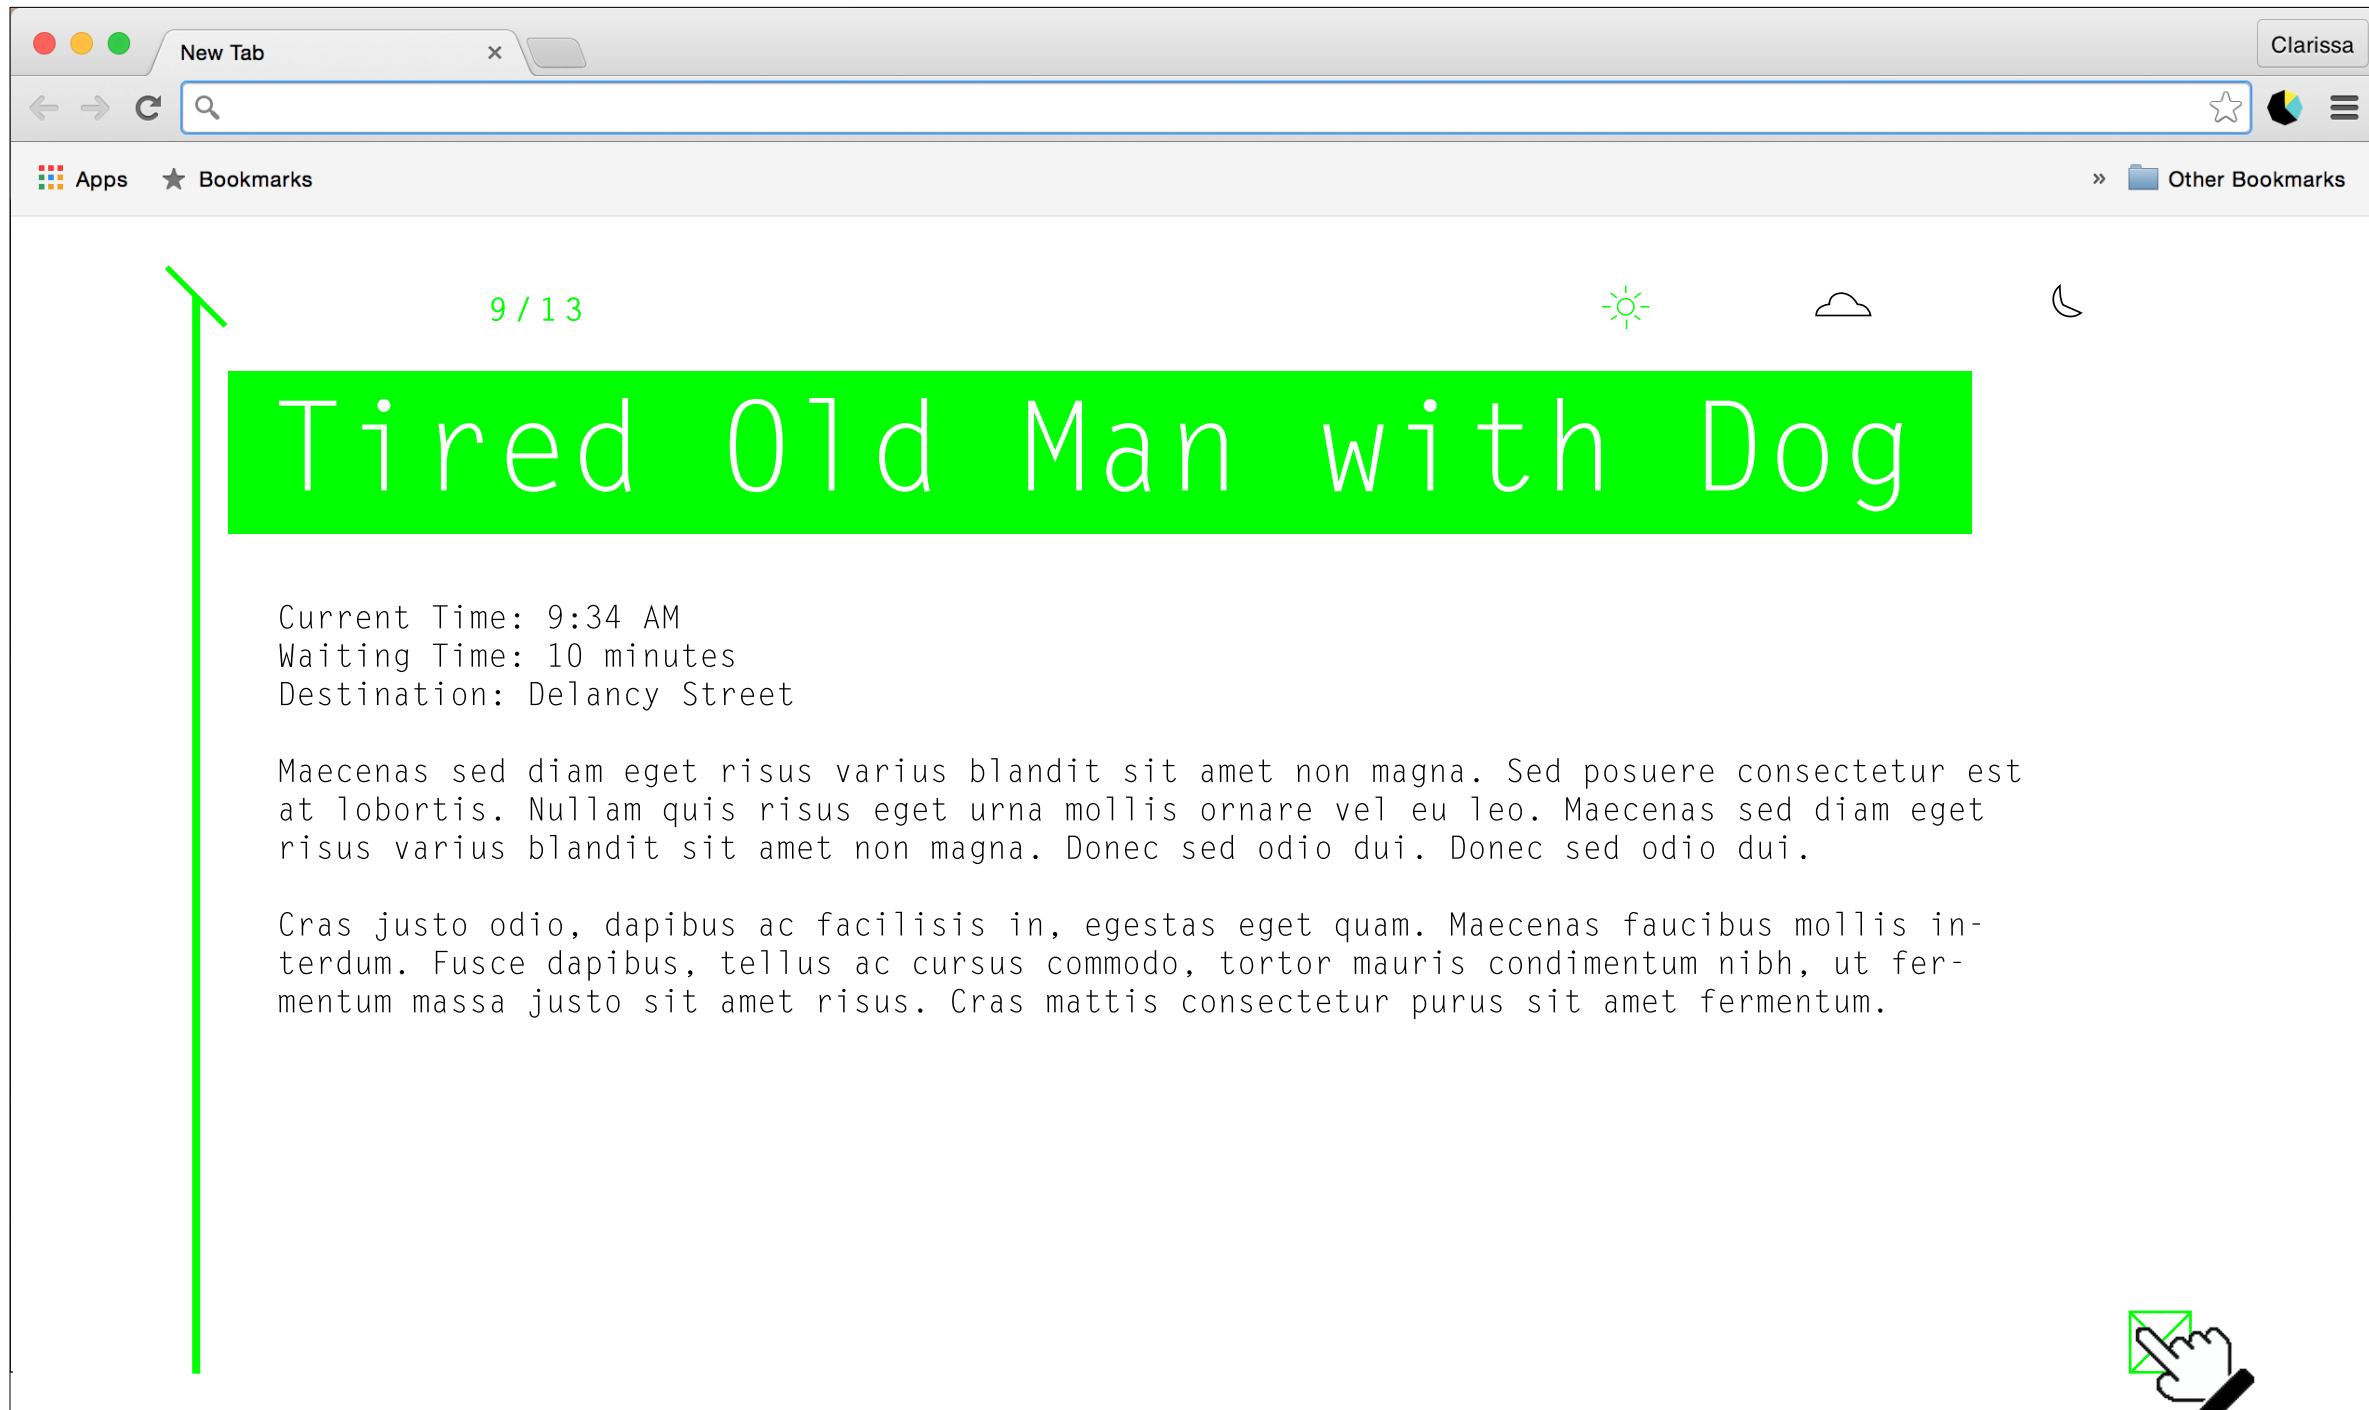 New Tab
Clarissa
Apps
Bookmarks
»
Other Bookmarks
9/13
Tired Old Man with Dog
Current Time: 9:34 AM
Waiting Time: 10 minutes
Destination: Delancy Street
Maecenas sed diam eget risus varius blandit sit amet non magna. Sed posuere consectetur est
at lobortis. Nullam quis risus eget urna mollis ornare vel eu leo. Maecenas sed diam eget
risus varius blandit sit amet non magna. Donec sed odio dui. Donec sed odio dui.
Cras justo odio, dapibus ac facilisis in, egestas eget quam. Maecenas faucibus mollis in-
terdum. Fusce dapibus, tellus ac cursus commodo, tortor mauris condimentum nibh, ut fer-
mentum massa justo sit amet risus. Cras mattis consectetur purus sit amet fermentum.